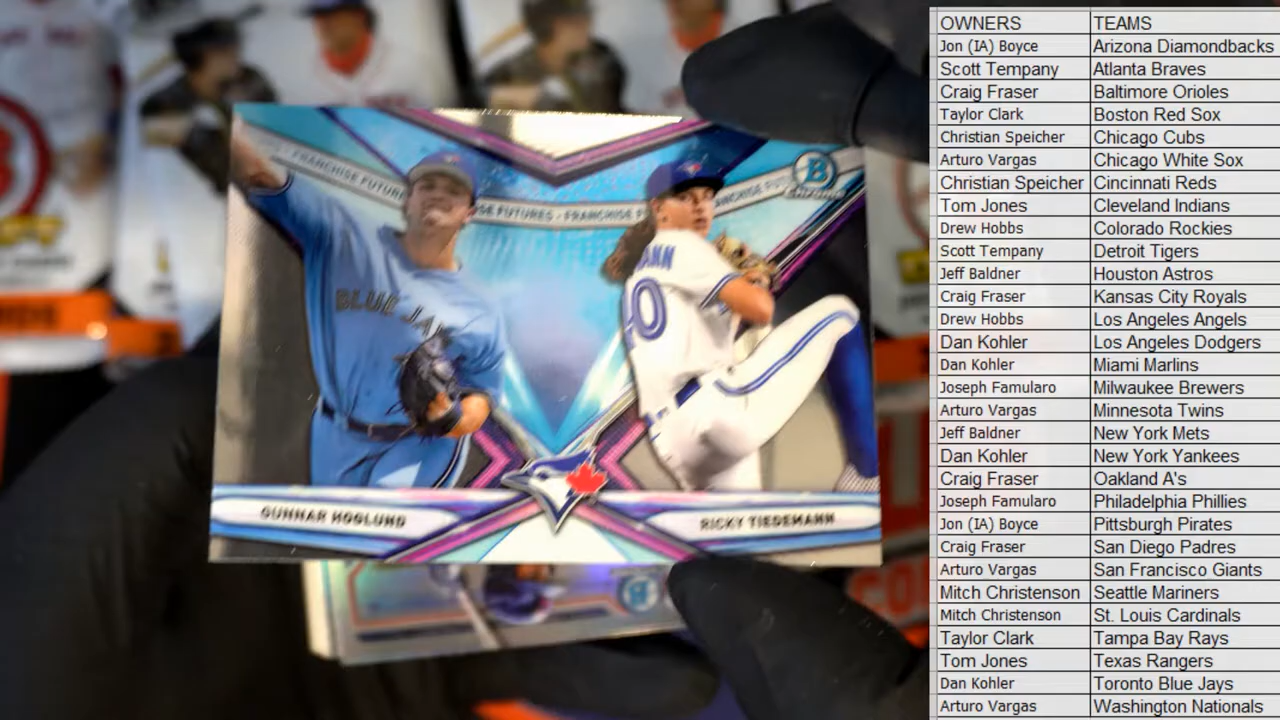 FRANCHISE FUTURES
SE FUTURES · FRANCHISE F
ANCHISE
B
BLUE JAY
ANN
0
GUNNAR HOGLUND
RICKY TIEDEMANN
OWNERS TEAMS
Jon (IA) Boyce Arizona Diamondbacks
Scott Tempany Atlanta Braves
Craig Fraser Baltimore Orioles
Taylor Clark Boston Red Sox
Christian Speicher Chicago Cubs
Arturo Vargas Chicago White Sox
Christian Speicher Cincinnati Reds
Tom Jones Cleveland Indians
Drew Hobbs Colorado Rockies
Scott Tempany Detroit Tigers
Jeff Baldner Houston Astros
Craig Fraser Kansas City Royals
Drew Hobbs Los Angeles Angels
Dan Kohler Los Angeles Dodgers
Dan Kohler Miami Marlins
Joseph Famularo Milwaukee Brewers
Arturo Vargas Minnesota Twins
Jeff Baldner New York Mets
Dan Kohler New York Yankees
Craig Fraser Oakland A's
Joseph Famularo Philadelphia Phillies
Jon (IA) Boyce Pittsburgh Pirates
Craig Fraser San Diego Padres
Arturo Vargas San Francisco Giants
Mitch Christenson Seattle Mariners
Mitch Christenson St. Louis Cardinals
Taylor Clark Tampa Bay Rays
Tom Jones Texas Rangers
Dan Kohler Toronto Blue Jays
Arturo Vargas Washington Nationals